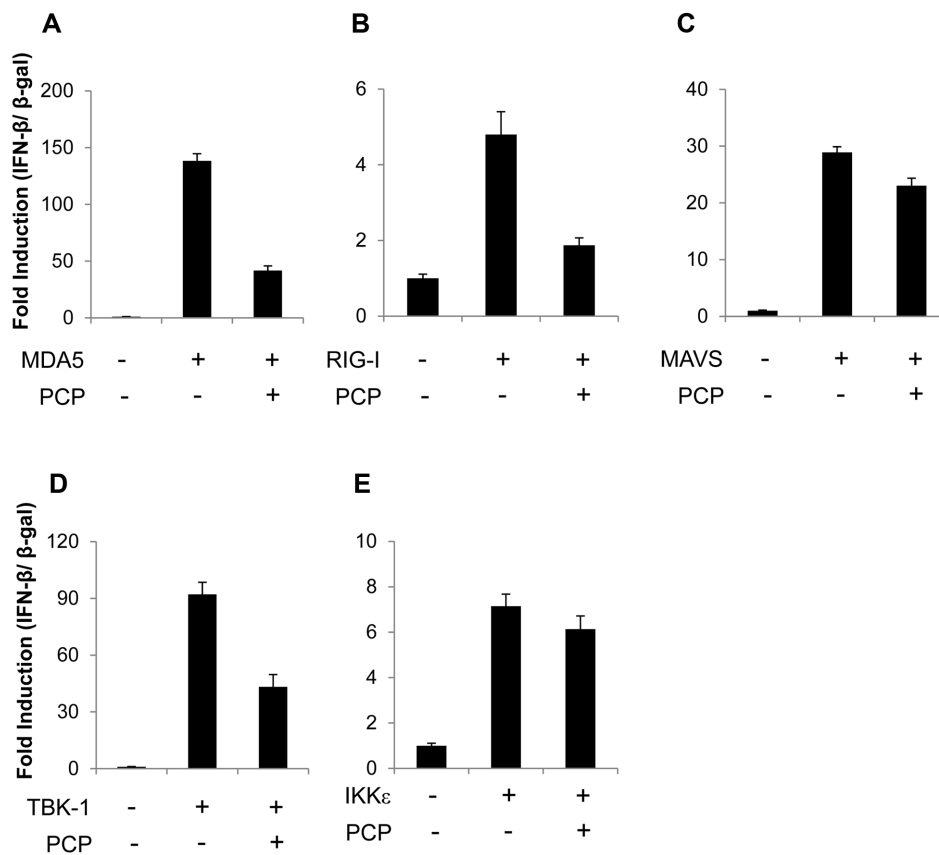 A
B
C
Fold Induction (IFN-β/ β-gal)
200
150
100
50
0
6
4
2
0
40
30
20
10
0
MDA5 - + +
PCP - - +
RIG-I - + +
PCP - - +
MAVS - + +
PCP - - +
D
E
Fold Induction (IFN-β/ β-gal)
120
90
60
30
0
10
8
6
4
2
0
TBK-1 - + +
PCP - - +
IKKε - + +
PCP - - +